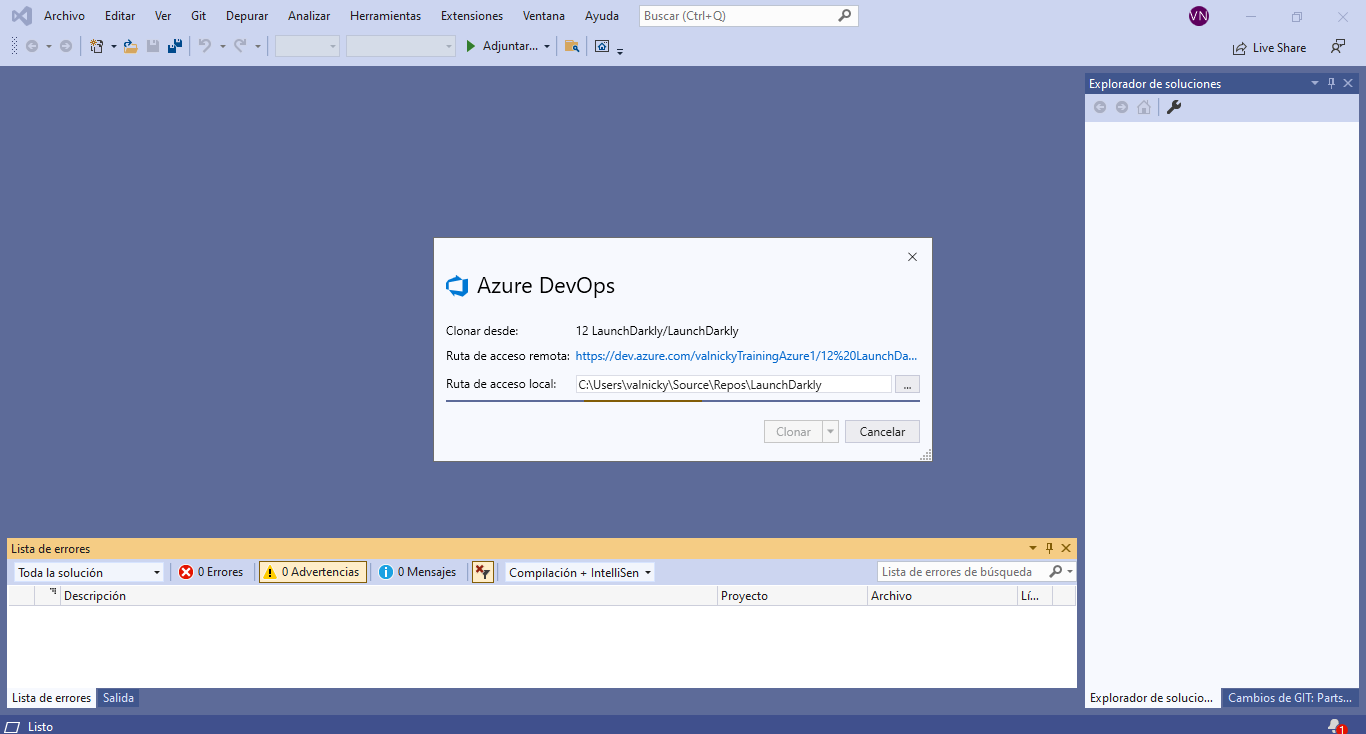 Archivo Editar Ver Git Depurar Analizar Herramientas Extensiones Ventana Ayuda Buscar (Ctrl+Q) VN
Adjuntar... Live Share
Explorador de soluciones
Azure DevOps
Clonar desde: 12 LaunchDarkly/LaunchDarkly
Ruta de acceso remota: https://dev.azure.com/valnickyTrainingAzure1/12%20LaunchDa...
Ruta de acceso local: C:\Users\valnicky\Source\Repos\LaunchDarkly ...
Clonar Cancelar
Lista de errores
Toda la solución 0 Errores 0 Advertencias 0 Mensajes Compilación + IntelliSen Lista de errores de búsqueda
Descripción Proyecto Archivo Lí...
Lista de errores Salida Explorador de solucio... Cambios de GIT: Parts...
Listo 1